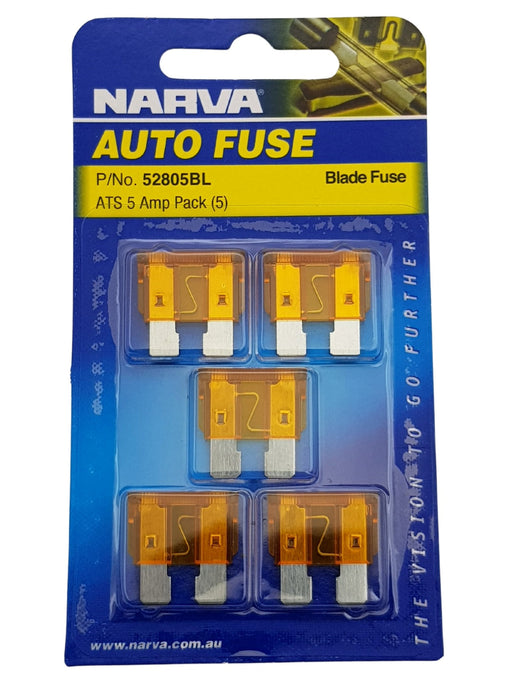 NARVA
AUTO FUSE
P/No. 52805BL
Blade Fuse
ATS 5 Amp Pack (5)
THE VISION TO GO FURTHER
www.narva.com.au